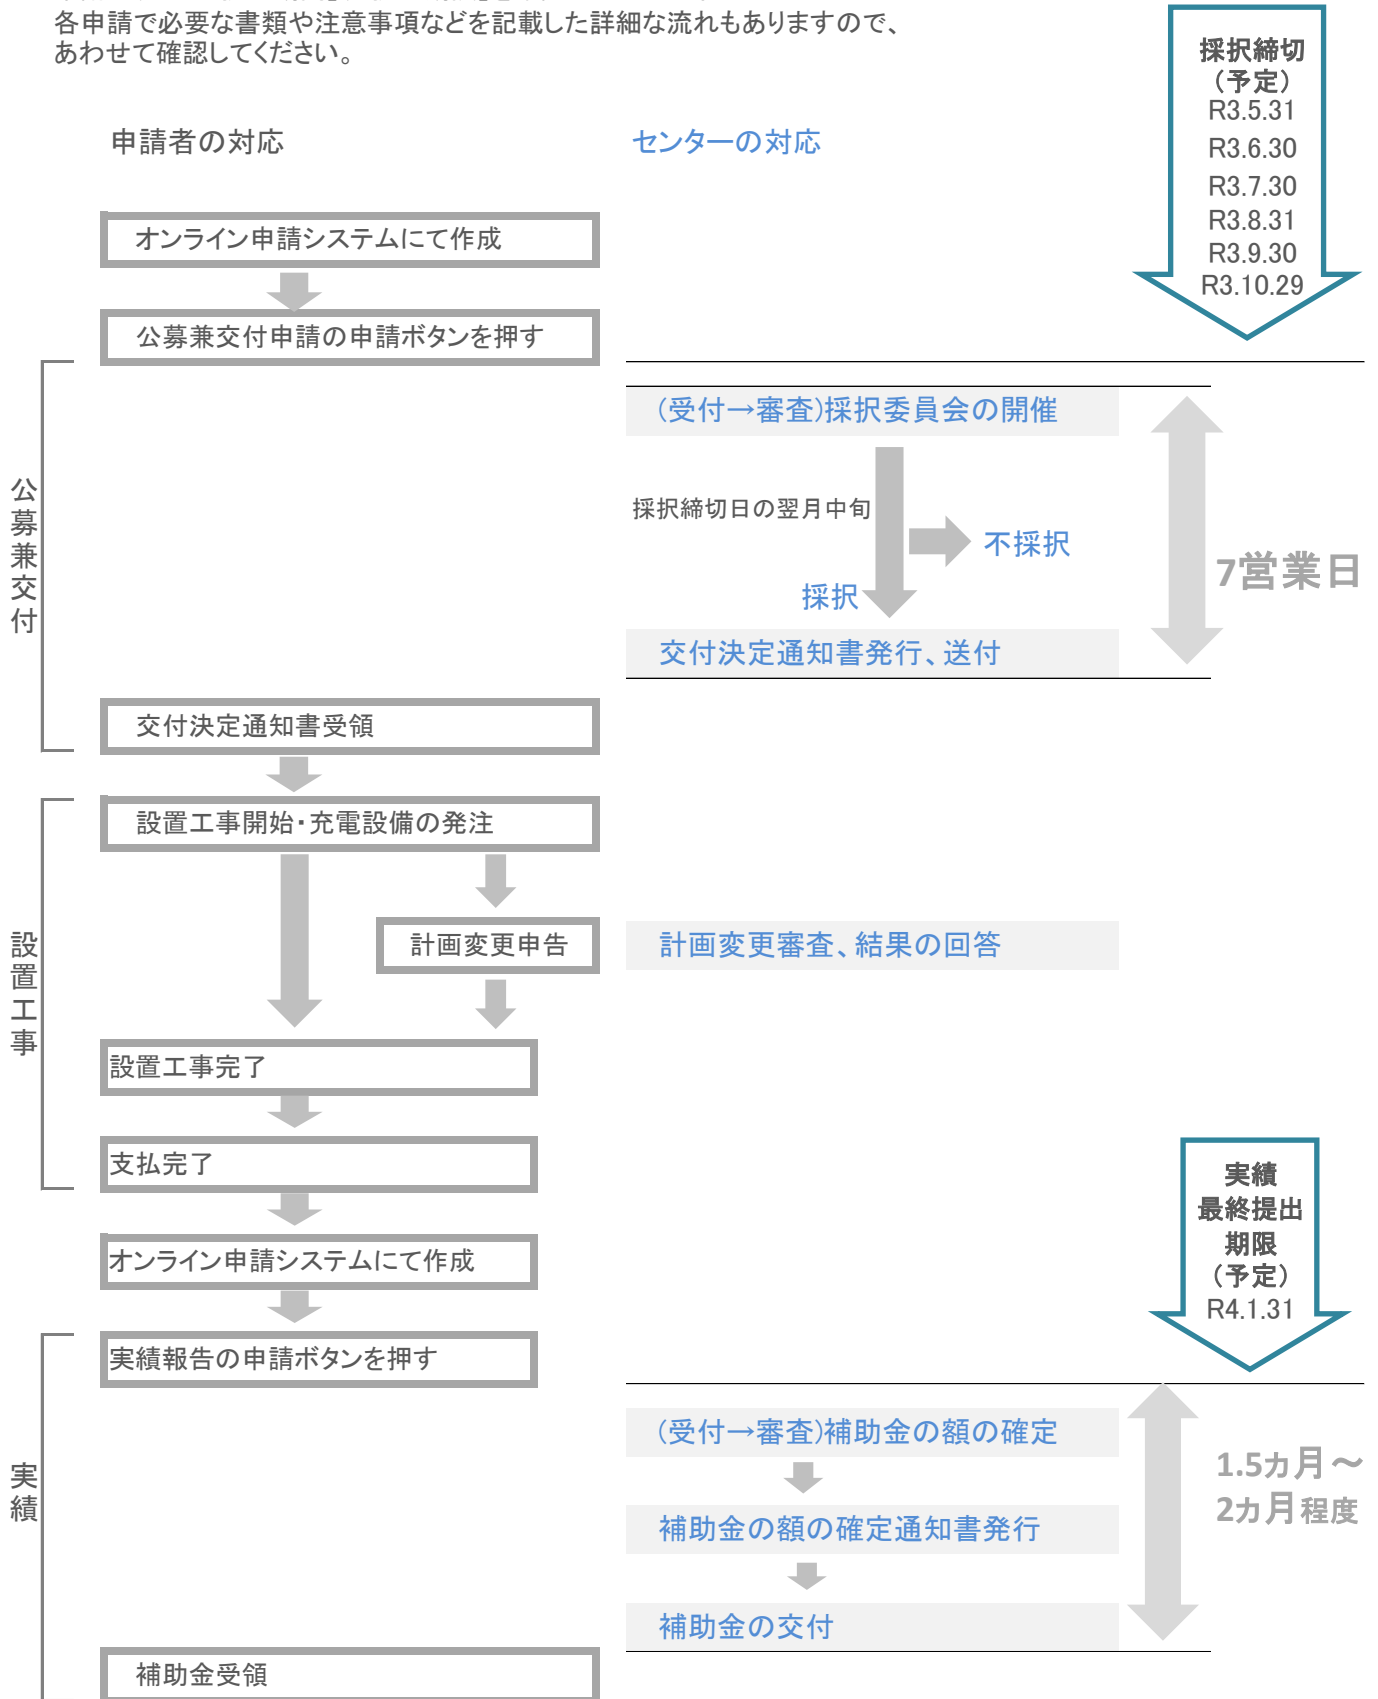 各申請で必要な書類や注意事項などを記載した詳細な流れもありますので、
あわせて確認してください。
採択締切
（予定）
R3.5.31
R3.6.30
R3.7.30
R3.8.31
R3.9.30
R3.10.29
申請者の対応
センターの対応
オンライン申請システムにて作成
公募兼交付申請の申請ボタンを押す
公募兼交付
(受付→審査)採択委員会の開催
採択締切日の翌月中旬
不採択
採択
7営業日
交付決定通知書発行、送付
交付決定通知書受領
設置工事
設置工事開始・充電設備の発注
計画変更申告
計画変更審査、結果の回答
設置工事完了
支払完了
オンライン申請システムにて作成
実績
最終提出
期限
（予定）
R4.1.31
実績報告の申請ボタンを押す
実績
(受付→審査)補助金の額の確定
補助金の額の確定通知書発行
補助金の交付
1.5カ月～
2カ月程度
補助金受領